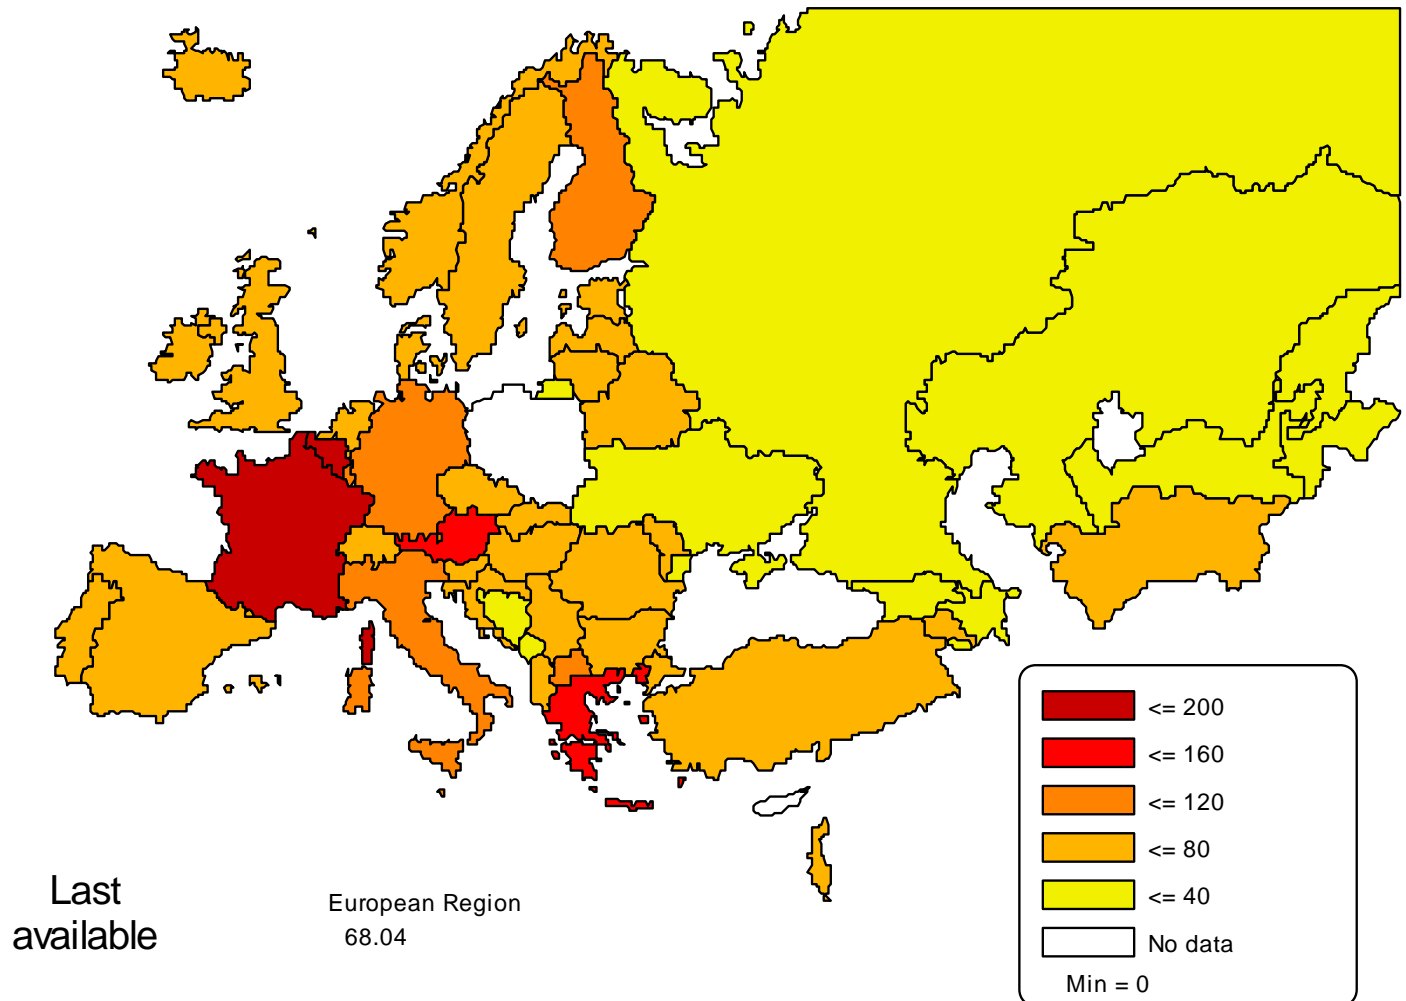 <= 200
<= 160
<= 120
<= 80
<= 40
No data
Min = 0
Last
available
European Region
68.04